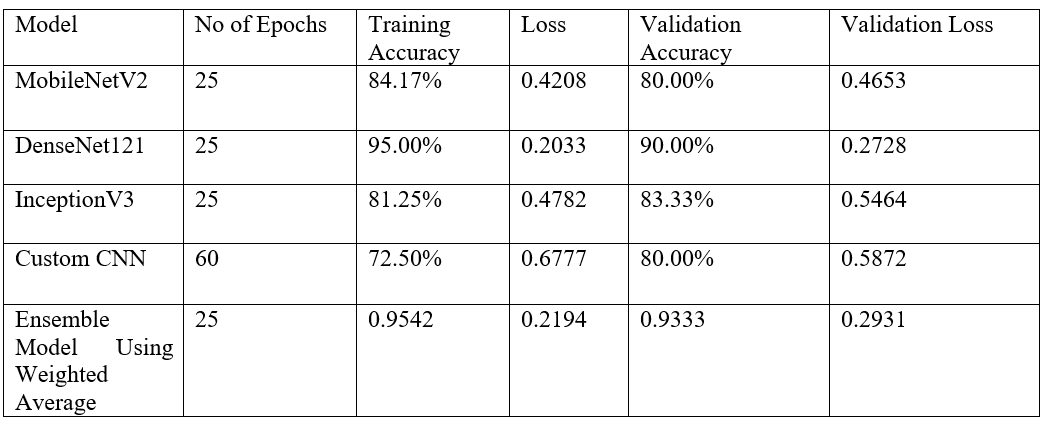 Model No of Epochs Training Loss Validation Validation Loss
Accuracy Accuracy
MobileNetV2 25 84.17% 0.4208 80.00% 0.4653
DenseNet121 25 95.00% 0.2033 90.00% 0.2728
InceptionV3 25 81.25% 0.4782 83.33% 0.5464
Custom CNN 60 72.50% 0.6777 80.00% 0.5872
Ensemble 25 0.9542 0.2194 0.9333 0.2931
Model Using
Weighted
Average